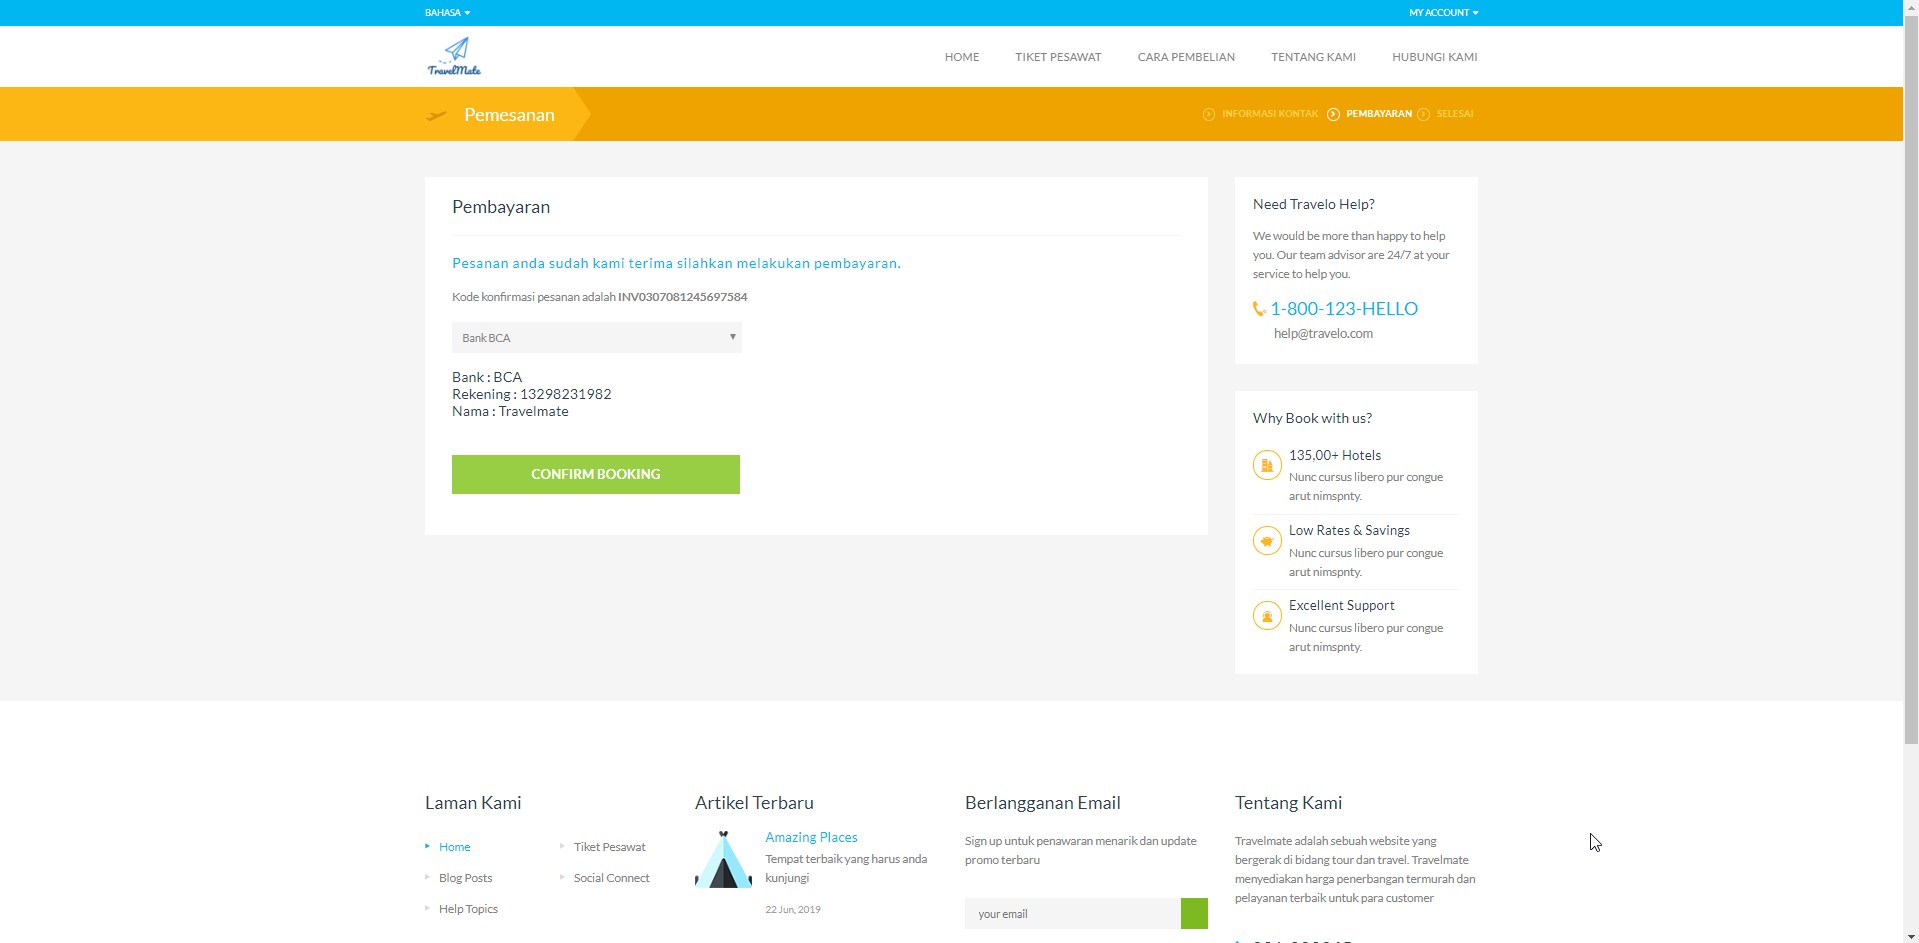 BAHASA
MY ACCOUNT
TravelMate
HOME
TIKET PESAWAT
CARA PEMBELIAN
TENTANG KAMI
HUBUNGI KAMI
Pemesanan
INFORMASI KONTAK
PEMBAYARAN
SELESAI
Pembayaran
Pesanan anda sudah kami terima silahkan melakukan pembayaran.
Kode konfirmasi pesanan adalah INV0307081245697584
Bank BCA
Bank : BCA
Rekening : 13298231982
Nama : Travelmate
CONFIRM BOOKING
Need Travelo Help?
We would be more than happy to help
you. Our team advisor are 24/7 at your
service to help you.
1-800-123-HELLO
help@travelo.com
Why Book with us?
135,00+ Hotels
Nunc cursus libero pur congue
arut nimspnty.
Low Rates & Savings
Nunc cursus libero pur congue
arut nimspnty.
Excellent Support
Nunc cursus libero pur congue
arut nimspnty.
Laman Kami
Home
Tiket Pesawat
Blog Posts
Social Connect
Help Topics
Artikel Terbaru
Amazing Places
Tempat terbaik yang harus anda
kunjungi
22 Jun, 2019
Berlangganan Email
Sign up untuk penawaran menarik dan update
promo terbaru
your email
Tentang Kami
Travelmate adalah sebuah website yang
bergerak di bidang tour dan travel. Travelmate
menyediakan harga penerbangan termurah dan
pelayanan terbaik untuk para customer